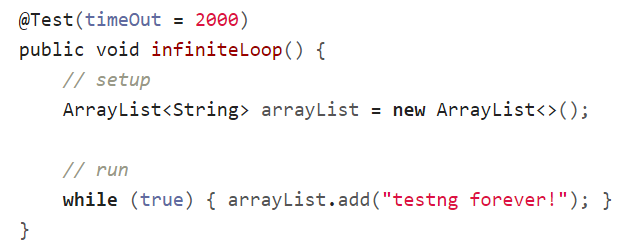 @Test(timeOut = 2000)
public void infiniteLoop() {
    // setup
    ArrayList<String> arrayList = new ArrayList<>();

    // run
    while (true) { arrayList.add("testng forever!"); }
}